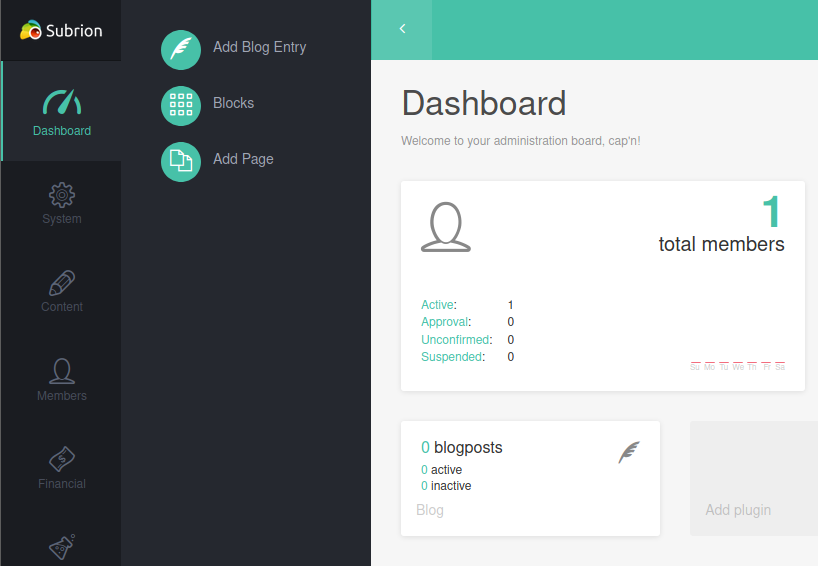 Subrion
Dashboard
System
Content
Members
Financial
Add Blog Entry
Blocks
Add Page
Dashboard
Welcome to your administration board, cap'n!
1
total members
Active: 1
Approval: 0
Unconfirmed: 0
Suspended: 0
Su Mo Tu We Th Fr Sa
0 blogposts
0 active
0 inactive
Blog
Add plugin